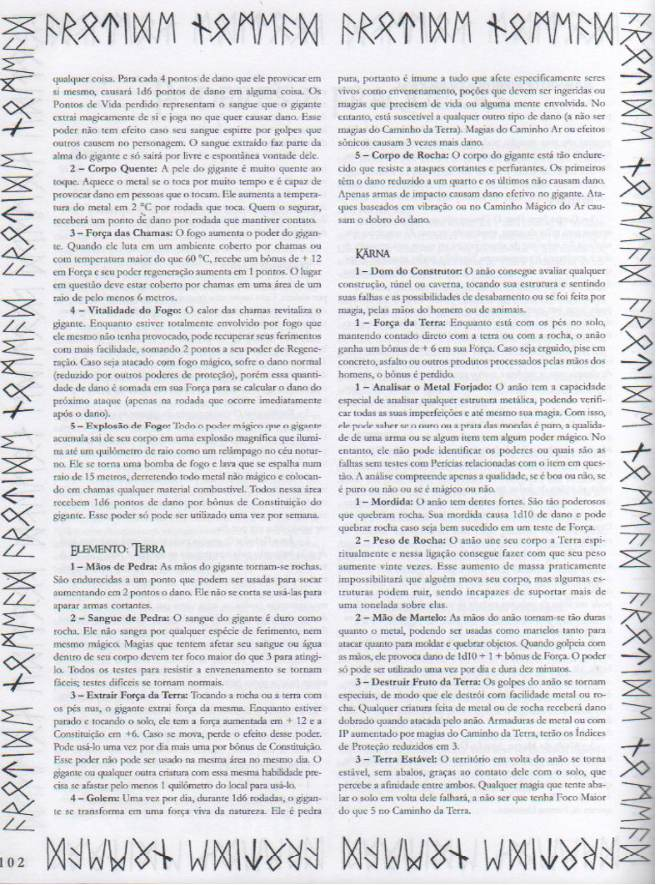 qualquer coisa. Para cada 4 pontos de dano que ele provocar em
si mesmo, causará 1d6 pontos de dano em alguma coisa. Os
Pontos de Vida perdido representam o sangue que o gigante
extrai magicamente de si e joga no que quer causar dano. Esse
poder não tem efeito caso seu sangue espirre por golpes que
outros causem no personagem. O sangue extraído faz parte da
alma do gigante e só sairá por livre e espontânea vontade dele.
2 – Corpo Quente: A pele do gigante é muito quente ao
toque. Aquece o metal se o toca por muito tempo e é capaz de
provocar dano em pessoas que o tocam. Ele aumenta a tempera-
tura do metal em 2 °C por rodada que toca. Quem o segurar,
receberá um ponto de dano por rodada que mantiver contato.
3 – Força das Chamas: O fogo aumenta o poder do gigan-
te. Quando ele luta em um ambiente coberto por chamas ou
com temperatura maior do que 60 °C, recebe um bônus de + 12
em Força e seu poder regeneração aumenta em 1 pontos. O lugar
em questão deve estar coberto por chamas em uma área de um
raio de pelo menos 6 metros.
4 – Vitalidade do Fogo: O calor das chamas revitaliza o
gigante. Enquanto estiver totalmente envolvido por fogo que
ele mesmo não tenha provocado, pode recuperar seus ferimentos
com mais facilidade, somando 2 pontos a seu poder de Regene-
ração. Caso seja atacado com fogo mágico, sofre o dano normal
(reduzido por outros poderes de proteção), porém essa quanti-
dade de dano é somada em sua Força para se calcular o dano do
próximo ataque (apenas na rodada que ocorre imediatamente
após o dano).
5 – Explosão de Fogo: Todo o poder mágico que o gigante
acumula sai de seu corpo em uma explosão magnífica que ilumi-
na até um quilômetro de raio como um relâmpago no céu notur-
no. Ele se torna uma bomba de fogo e lava que se espalha num
raio de 15 metros, derretendo todo metal não mágico e colocan-
do em chamas qualquer material combustível. Todos nessa área
recebem 1d6 pontos de dano por bônus de Constituição do
gigante. Esse poder só pode ser utilizado uma vez por semana.
ELEMENTO: TERRA
1 – Mãos de Pedra: As mãos do gigante tornam-se rochas.
São endurecidas a um ponto que podem ser usadas para socar
aumentando em 2 pontos o dano. Ele não se corta se usá-las para
aparar armas cortantes.
2 – Sangue de Pedra: O sangue do gigante é duro como
rocha. Ele não sangra por qualquer espécie de ferimento, nem
mesmo mágico. Magias que tentem afetar seu sangue ou água
dentro de seu corpo devem ter foco maior do que 3 para atingi-
lo. Todos os testes para resistir a envenenamento se tornam
fáceis; testes difíceis se tornam normais.
3 – Extrair Força da Terra: Tocando a rocha ou a terra com
os pés nus, o gigante extrai força da mesma. Enquanto estiver
parado e tocando o solo, ele tem a força aumentada em + 12 e a
Constituição em +6. Caso se mova, perde o efeito desse poder.
Pode usá-lo uma vez por dia mais uma por bônus de Constituição.
Esse poder não pode ser usado na mesma área no mesmo dia. O
gigante ou qualquer outra criatura com essa mesma habilidade pre-
cisa se afastar pelo menos 1 quilômetro do local para usá-lo.
4 – Golem: Uma vez por dia, durante 1d6 rodadas, o gigan-
te se transforma em uma força viva da natureza. Ele é pedra
pura, portanto é imune a tudo que afete especificamente seres
vivos como envenenamento, poções que devem ser ingeridas ou
magias que precisem de vida ou alguma mente envolvida. No
entanto, está suscetível a qualquer outro tipo de dano (a não ser
magias do Caminho da Terra). Magias do Caminho Ar ou efeitos
sônicos causam 3 vezes mais dano.
5 – Corpo de Rocha: O corpo do gigante está tão endure-
cido que resiste a ataques cortantes e perfurantes. Os primeiros
têm o dano reduzido a um quarto e os últimos não causam dano.
Apenas armas de impacto causam dano efetivo no gigante. Ata-
ques baseados em vibração ou no Caminho Mágico do Ar cau-
sam o dobro do dano.
KÄRNA
1 – Dom do Construtor: O anão consegue avaliar qualquer
construção, túnel ou caverna, tocando sua estrutura e sentindo
suas falhas e as possibilidades de desabamento ou se foi feita por
magia, pelas mãos do homem ou de animais.
1 – Força da Terra: Enquanto está com os pés no solo,
mantendo contado direto com a terra ou com a rocha, o anão
ganha um bônus de + 6 em sua Força. Caso seja erguido, pise em
concreto, asfalto ou outros produtos processados pelas mãos dos
homens, o bônus é perdido.
1 – Analisar o Metal Forjado: O anão tem a capacidade
especial de analisar qualquer estrutura metálica, podendo verifi-
car todas as suas imperfeições e até mesmo sua magia. Com isso,
ele pode saber se o ouro ou a prata das moedas é puro, a qualida-
de de uma arma ou se algum item tem algum poder mágico. No
entanto, ele não pode identificar os poderes ou quais são as
falhas sem testes com Perícias relacionadas com o item em ques-
tão. A análise compreende apenas a qualidade, se é boa ou não, se
é puro ou não ou se é mágico ou não.
1 – Mordida: O anão tem dentes fortes. São tão poderosos
que quebram rocha. Sua mordida causa 1d10 de dano e pode
quebrar rocha caso seja bem sucedido em um teste de Força.
2 – Peso de Rocha: O anão une seu corpo a Terra espi-
ritualmente e nessa ligação consegue fazer com que seu peso
aumente vinte vezes. Esse aumento de massa praticamente
impossibilitará que alguém mova seu corpo, mas algumas es-
truturas podem ruir, sendo incapazes de suportar mais de
uma tonelada sobre elas.
2 – Mão de Martelo: As mãos do anão tornam-se tão duras
quanto o metal, podendo ser usadas como martelos tanto para
atacar quanto para moldar e quebrar objetos. Quando golpeia com
as mãos, ele provoca dano de 1d10 + 1 + bônus de Força. O poder
só pode ser utilizado uma vez por dia e dura dez minutos.
3 – Destruir Fruto da Terra: Os golpes do anão se tornam
especiais, de modo que ele destrói com facilidade metal ou ro-
cha. Qualquer criatura feita de metal ou de rocha receberá dano
dobrado quando atacada pelo anão. Armaduras de metal ou com
IP aumentado por magias do Caminho da Terra, terão os Índices
de Proteção reduzidos em 3.
3 – Terra Estável: O território em volta do anão se torna
estável, sem abalos, graças ao contato dele com o solo, que
percebe a afinidade entre ambos. Qualquer magia que tente aba-
lar o solo em volta dele falhará, a não ser que tenha Foco Maior
do que 5 no Caminho da Terra.
102